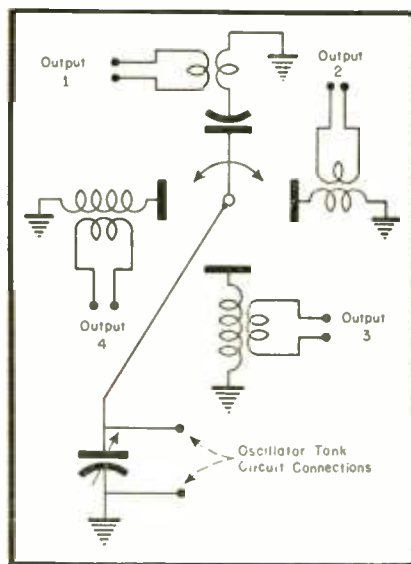 Output
1
Output
2
Output
3
Output
4
Oscillator Tank
Circuit Connections